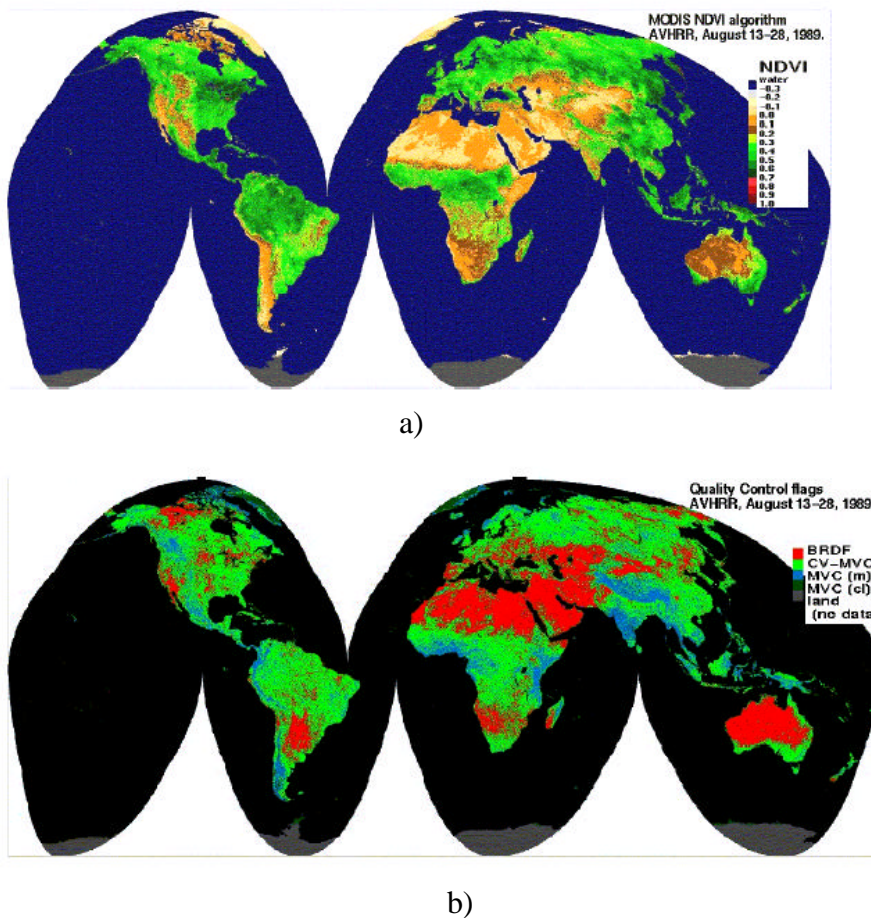 MODIS NDVI algorithm
AVHRR, August 13–28, 1989.
NDVI
water
-0.3
-0.2
-0.1
0.0
0.1
0.2
0.3
0.4
0.5
0.6
0.7
0.8
0.9
1.0
a)
Quality Control flags
AVHRR, August 13–28, 1989
BRDF
CV–MVC
MVC (m)
MVC (cl)
land
(no data
b)